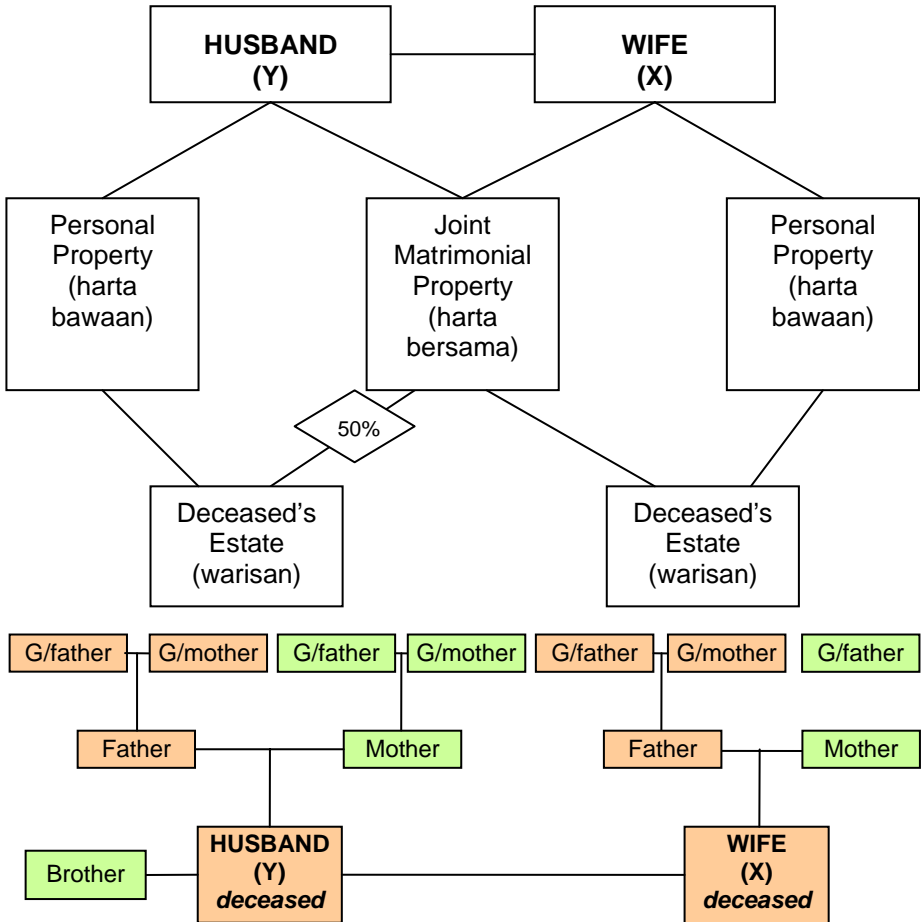 HUSBAND
(Y)
WIFE
(X)
Personal
Property
(harta
bawaan)
Joint
Matrimonial
Property
(harta
bersama)
Personal
Property
(harta
bawaan)
50%
Deceased's
Estate
(warisan)
Deceased's
Estate
(warisan)
G/father
G/mother
G/father
G/mother
G/father
G/mother
G/father
Father
Mother
Father
Mother
Brother
HUSBAND
(Y)
deceased
WIFE
(X)
deceased